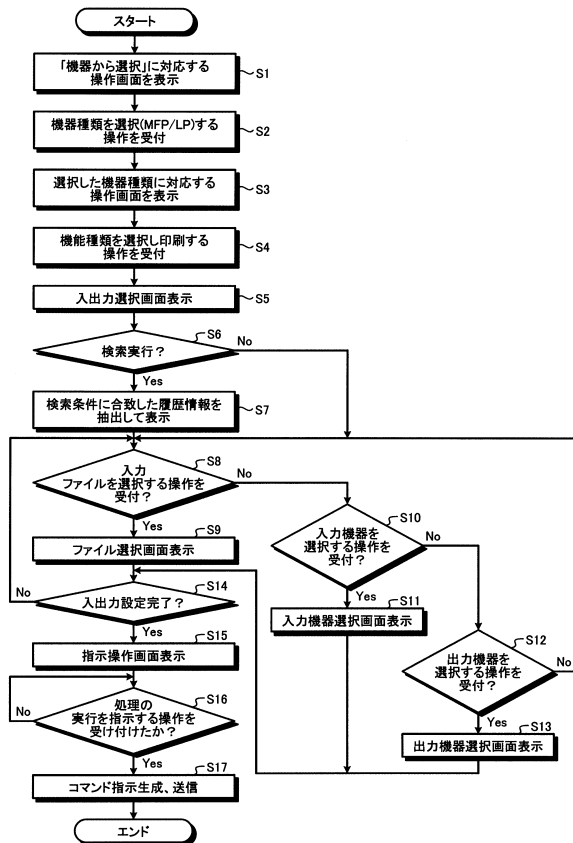 スタート
「機器から選択」に対応する
操作画面を表示
S1
機器種類を選択(MFP/LP)する
操作を受付
S2
選択した機器種類に対応する
操作画面を表示
S3
機能種類を選択し印刷する
操作を受付
S4
入出力選択画面表示
S5
検索実行？
S6
No
Yes
検索条件に合致した履歴情報を
抽出して表示
S7
入力
ファイルを選択する操作を
受付？
S8
No
Yes
ファイル選択画面表示
S9
入力機器を
選択する操作を
受付？
S10
No
Yes
入力機器選択画面表示
S11
出力機器を
選択する操作を
受付？
S12
No
Yes
出力機器選択画面表示
S13
入出力設定完了？
S14
No
Yes
指示操作画面表示
S15
処理の
実行を指示する操作を
受け付けたか？
S16
No
Yes
コマンド指示生成、送信
S17
エンド